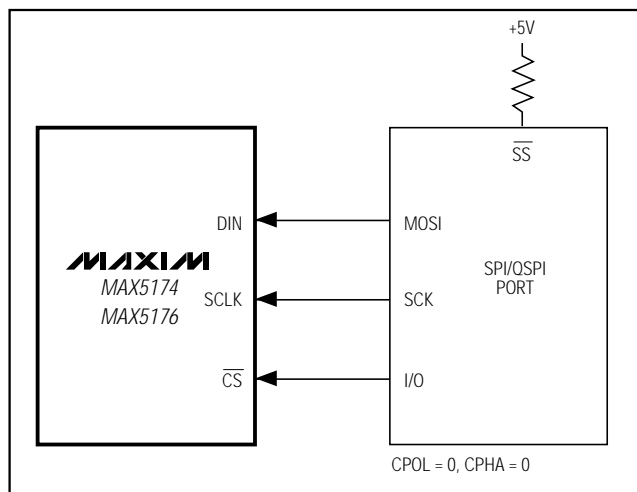 +5V
SS
DIN
MOSI
MAXIM
MAX5174
MAX5176
SPI/QSPI
PORT
SCLK
SCK
CS
I/O
CPOL = 0, CPHA = 0